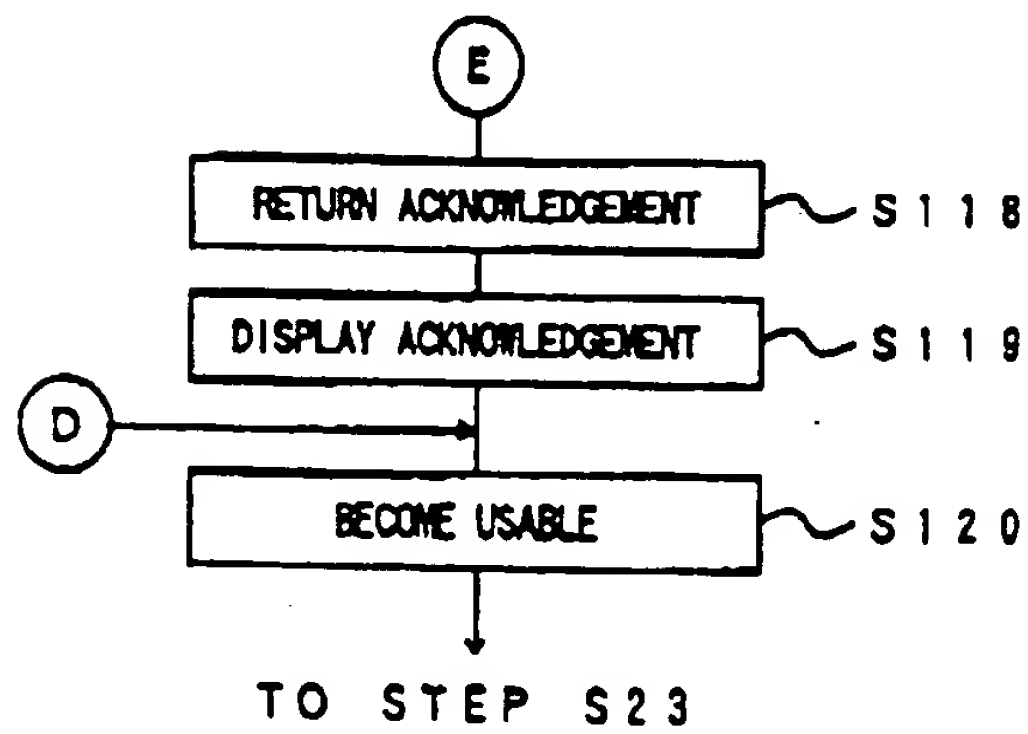 E
RETURN ACKNOWLEDGEMENT
S118
DISPLAY ACKNOWLEDGEMENT
S119
D
BECOME USABLE
S120
TO STEP S23